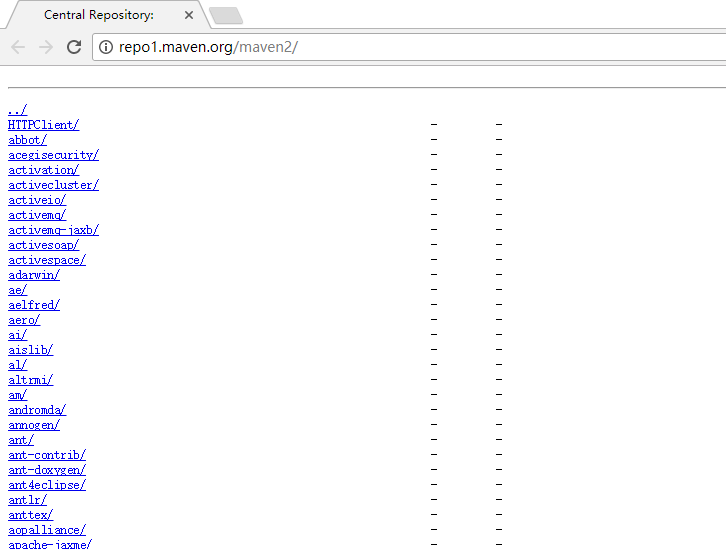 Central Repository:
repo1.maven.org/maven2/
../
HTTPClient/ - -
abbot/ - -
acegisecurity/ - -
activation/ - -
activecluster/ - -
activeio/ - -
activemq/ - -
activemq-jaxb/ - -
activesoap/ - -
activespace/ - -
adarwin/ - -
ae/ - -
aelfred/ - -
aero/ - -
ai/ - -
aislib/ - -
al/ - -
altrmi/ - -
am/ - -
andromda/ - -
annogen/ - -
ant/ - -
ant-contrib/ - -
ant-doxygen/ - -
ant4eclipse/ - -
antlr/ - -
anttex/ - -
aopalliance/ - -
apache-jaxme/ - -